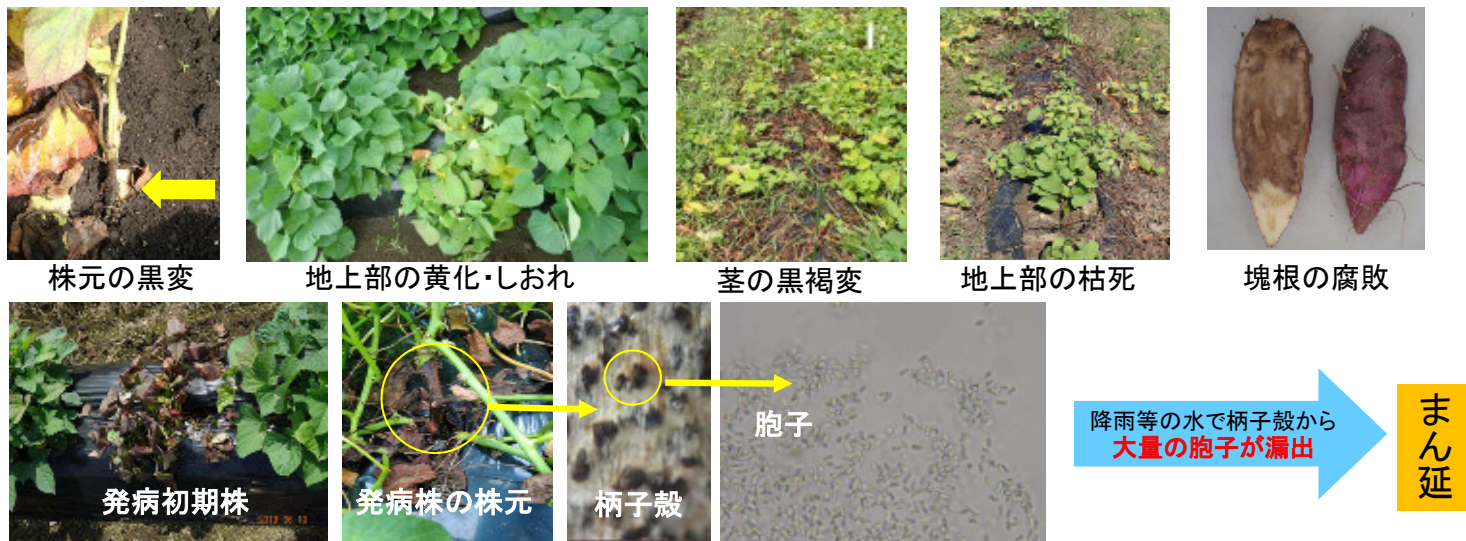 株元の黒変
地上部の黄化・しおれ
茎の黒褐変
地上部の枯死
塊根の腐敗
発病初期株
発病株の株元
柄子殻
胞子
降雨等の水で柄子殻から
大量の胞子が漏出
まん延